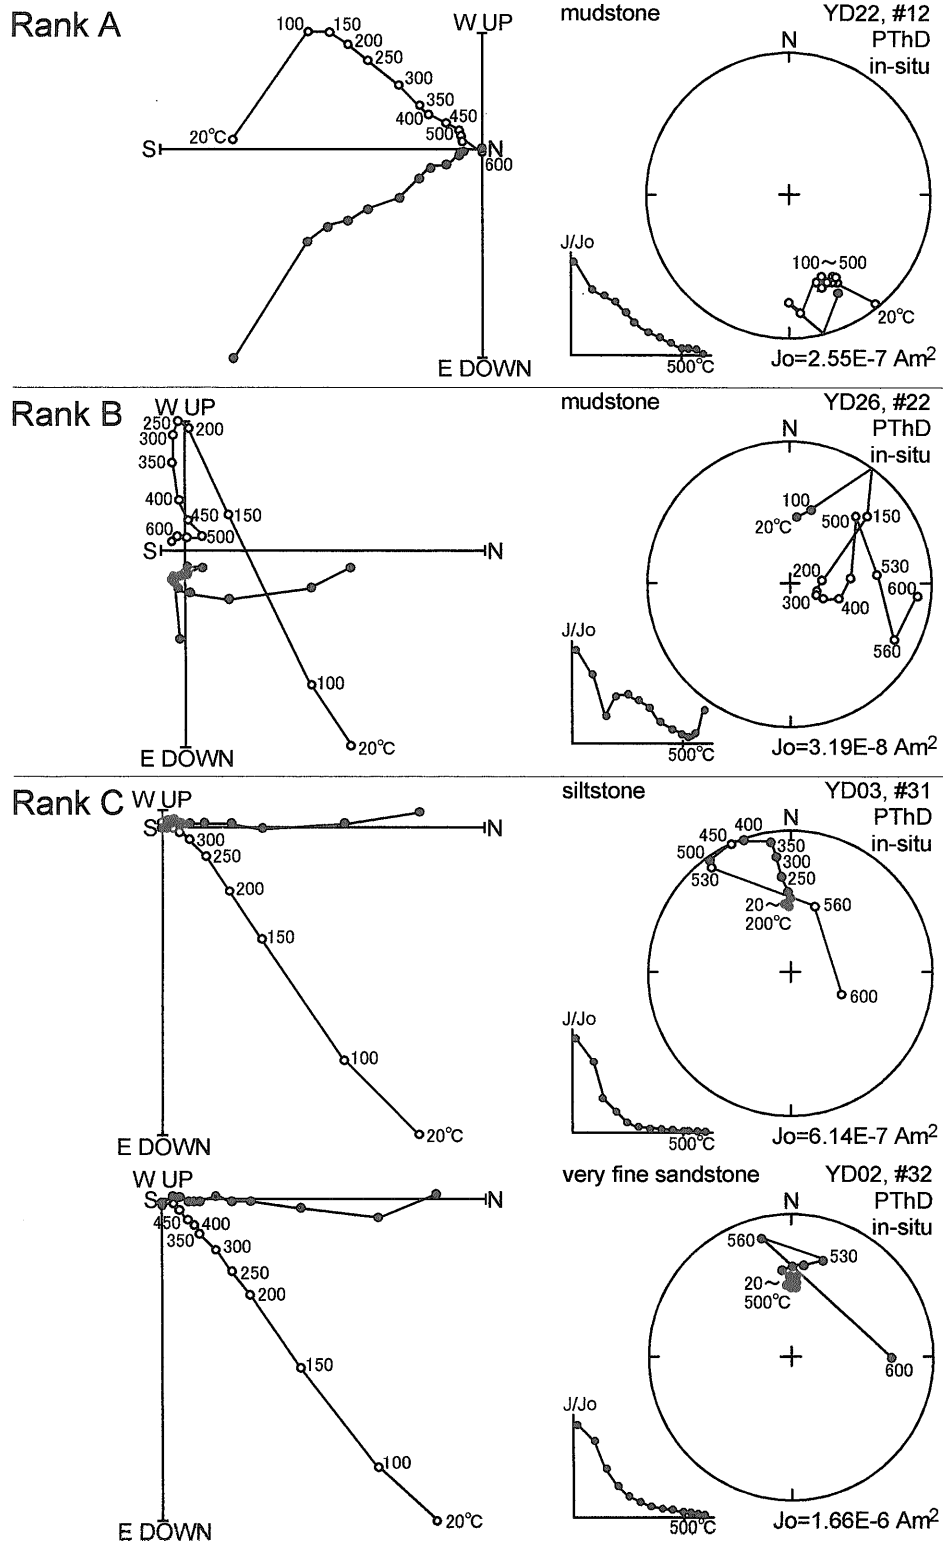 Rank A
W UP
mudstone
YD22, #12
PThD
in-situ
N
100
150
200
250
300
350
400
450
500
20℃
S
N
600
E DOWN
J/Jo
500℃
100～500
20℃
Jo=2.55E-7 Am²
Rank B
W UP
mudstone
YD26, #22
PThD
in-situ
N
250
200
300
350
400
450
150
600
500
S
N
100
20℃
E DOWN
100
20℃
500
150
200
530
600
300
400
560
J/Jo
500℃
Jo=3.19E-8 Am²
Rank C
W UP
siltstone
YD03, #31
PThD
in-situ
N
S
N
300
250
200
150
100
20℃
E DOWN
450
400
350
500
300
530
250
20～
200℃
560
600
J/Jo
500℃
Jo=6.14E-7 Am²
W UP
very fine sandstone
YD02, #32
PThD
in-situ
N
S
N
450
400
350
300
250
200
150
100
20℃
E DOWN
560
530
20～
500℃
600
J/Jo
500℃
Jo=1.66E-6 Am²